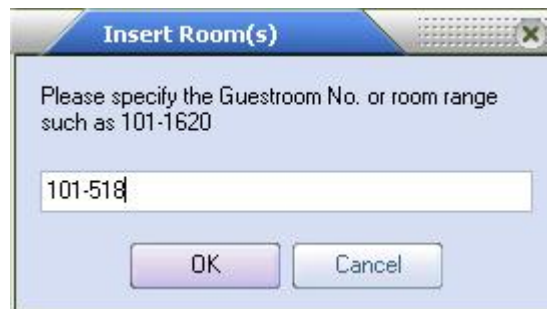 Insert Room(s)
Please specify the Guestroom No. or room range
such as 101-1620
101-518
OK
Cancel